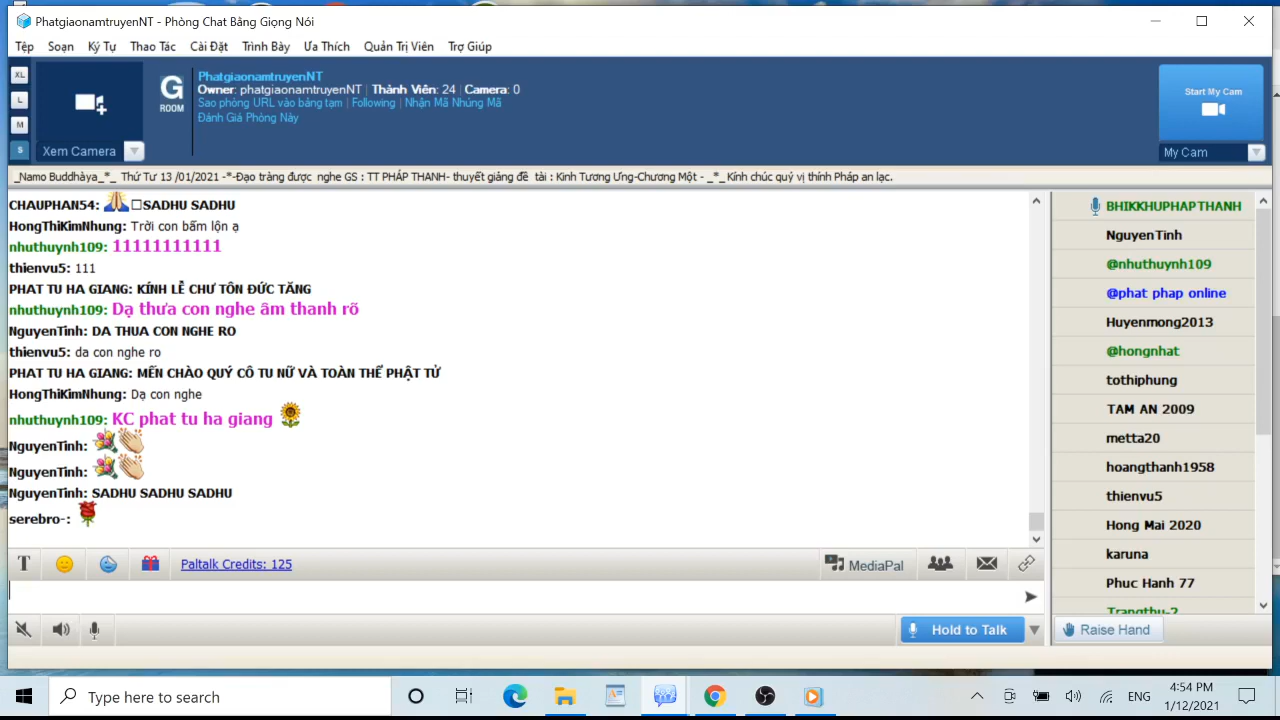 PhatgiaonamtruyenNT - Phòng Chat Bằng Giọng Nói
Tệp Soạn Ký Tự Thao Tác Cài Đặt Trình Bày Ưa Thích Quản Trị Viên Trợ Giúp
XL
L
M
S
Xem Camera
G
ROOM
PhatgiaonamtruyenNT
Owner: phatgiaonamtruyenNT | Thành Viên: 24 | Camera: 0
Sao phòng URL vào bảng tạm | Following | Nhận Mã Nhúng Mã
Đánh Giá Phòng Này
Start My Cam
My Cam
_Namo Buddhàya_*_ Thứ Tư 13 /01/2021 -*-Đạo tràng được nghe GS : TT PHÁP THANH- thuyết giảng đề tài : Kinh Tương Ưng-Chương Một - _*_Kính chúc quý vị thính Pháp an lạc.
CHAUPHAN54: 🙏□SADHU SADHU
HongThiKimNhung: Trời con bấm lộn ạ
nhuthuynh109: 11111111111
thienvu5: 111
PHAT TU HA GIANG: KÍNH LỄ CHƯ TÔN ĐỨC TĂNG
nhuthuynh109: Dạ thưa con nghe âm thanh rõ
NguyenTinh: DA THUA CON NGHE RO
thienvu5: da con nghe ro
PHAT TU HA GIANG: MẾN CHÀO QUÝ CÔ TU NỮ VÀ TOÀN THỂ PHẬT TỬ
HongThiKimNhung: Dạ con nghe
nhuthuynh109: KC phat tu ha giang 🌻
NguyenTinh: 💐👏
NguyenTinh: 💐👏
NguyenTinh: SADHU SADHU SADHU
serebro-: 🌹
BHIKKHUPHAPTHANH
NguyenTinh
@nhuthuynh109
@phat phap online
Huyenmong2013
@hongnhat
tothiphung
TAM AN 2009
metta20
hoangthanh1958
thienvu5
Hong Mai 2020
karuna
Phuc Hanh 77
Trangthu-2
T
Paltalk Credits: 125
MediaPal
Hold to Talk
Raise Hand
Type here to search
ENG
4:54 PM
1/12/2021